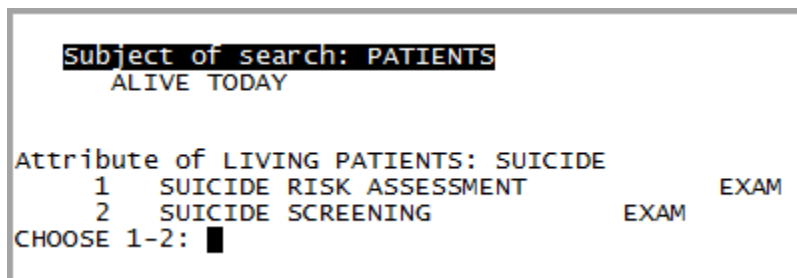 Subject of search: PATIENTS
ALIVE TODAY
Attribute of LIVING PATIENTS: SUICIDE
1 SUICIDE RISK ASSESSMENT EXAM
2 SUICIDE SCREENING EXAM
CHOOSE 1-2: